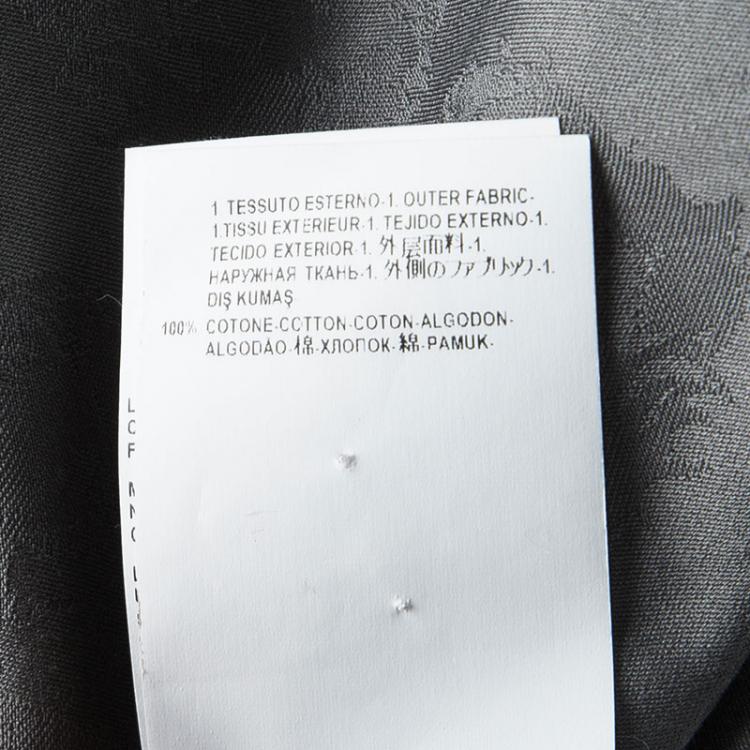 1 TESSUTO ESTERNO-1. OUTER FABRIC-
1.TISSU EXTERIEUR-1. TEJIDO EXTERNO-1.
TECIDO EXTERIOR-1. 外层面料-1.
НАРУЖНАЯ ТКАНЬ-1. 外側のファブリック-1.
DIŞ KUMAŞ
100% COTONE-COTTON-COTON-ALGODON-
ALGODÃO-棉-ХЛОПОК-綿-PAMUK-